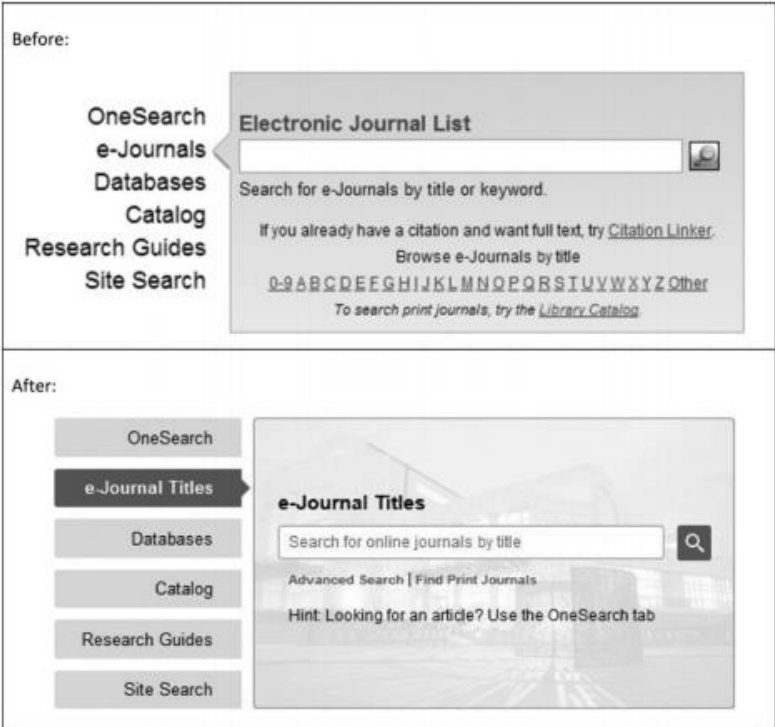 Before:
OneSearch
e-Journals
Databases
Catalog
Research Guides
Site Search
Electronic Journal List
Search for e-Journals by title or keyword.
If you already have a citation and want full text, try Citation Linker.
Browse e-Journals by title
0-9 A B C D E F G H I J K L M N O P Q R S T U V W X Y Z Other
To search print journals, try the Library Catalog.
After:
OneSearch
e-Journal Titles
Databases
Catalog
Research Guides
Site Search
e-Journal Titles
Search for online journals by title
Advanced Search | Find Print Journals
Hint: Looking for an article? Use the OneSearch tab